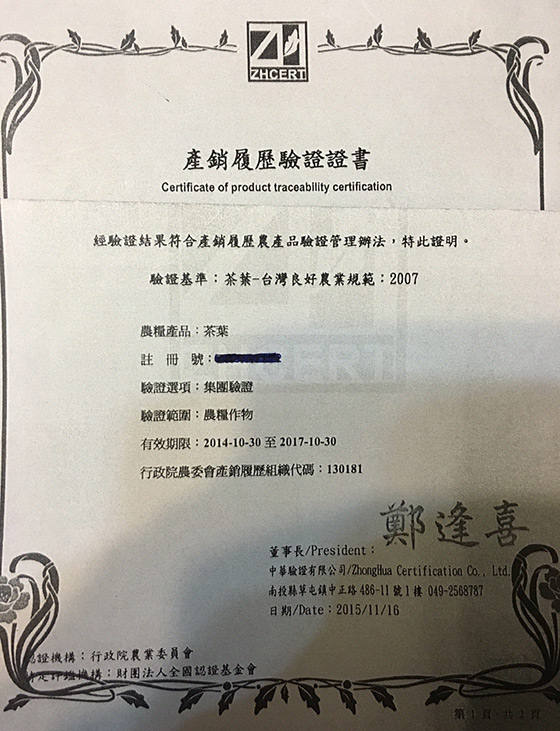 ZHCERT
產銷履歷驗證證書
Certificate of product traceability certification
經驗證結果符合產銷履歷農產品驗證管理辦法，特此證明。
驗證基準：茶葉-台灣良好農業規範：2007
農糧產品：茶葉
註 冊 號：
驗證選項：集團驗證
驗證範圍：農糧作物
有效期限：2014-10-30 至 2017-10-30
行政院農委會產銷履歷組織代碼：130181
鄭逢喜
董事長/President：
中華驗證有限公司/ZhongHua Certification Co., Ltd.
南投縣草屯鎮中正路 486-11 號 1 樓 049-2568787
日期/Date：2015/11/16
認證機構：行政院農業委員會
特定評鑑機構：財團法人全國認證基金會
第 1 頁，共 2 頁